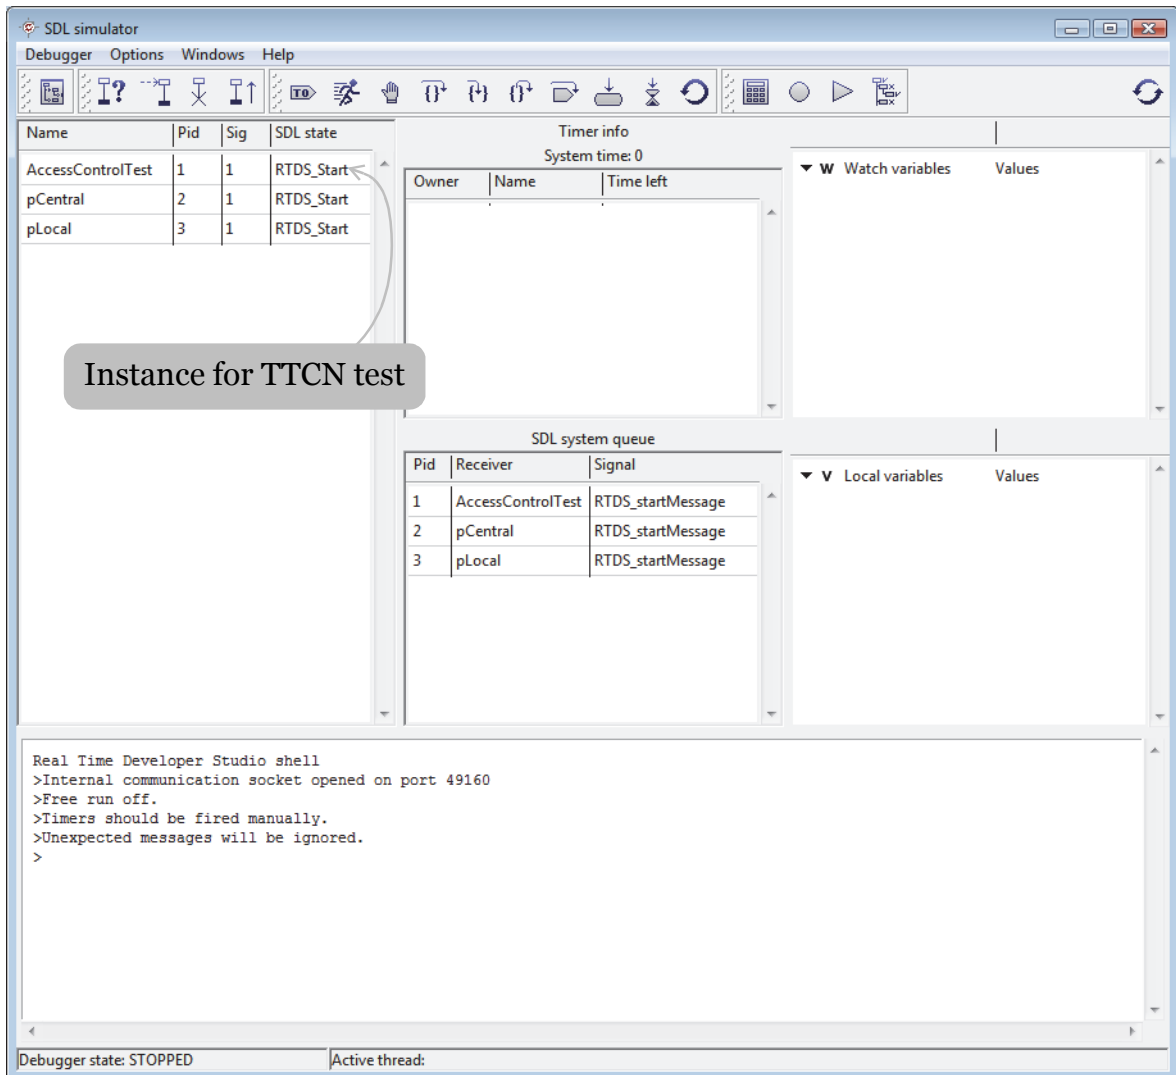 SDL simulator
Debugger Options Windows Help
TO
Name Pid Sig SDL state
AccessControlTest 1 1 RTDS_Start
pCentral 2 1 RTDS_Start
pLocal 3 1 RTDS_Start
Instance for TTCN test
Timer info
System time: 0
Owner Name Time left
W Watch variables Values
SDL system queue
Pid Receiver Signal
1 AccessControlTest RTDS_startMessage
2 pCentral RTDS_startMessage
3 pLocal RTDS_startMessage
V Local variables Values
Real Time Developer Studio shell
>Internal communication socket opened on port 49160
>Free run off.
>Timers should be fired manually.
>Unexpected messages will be ignored.
>
Debugger state: STOPPED Active thread: